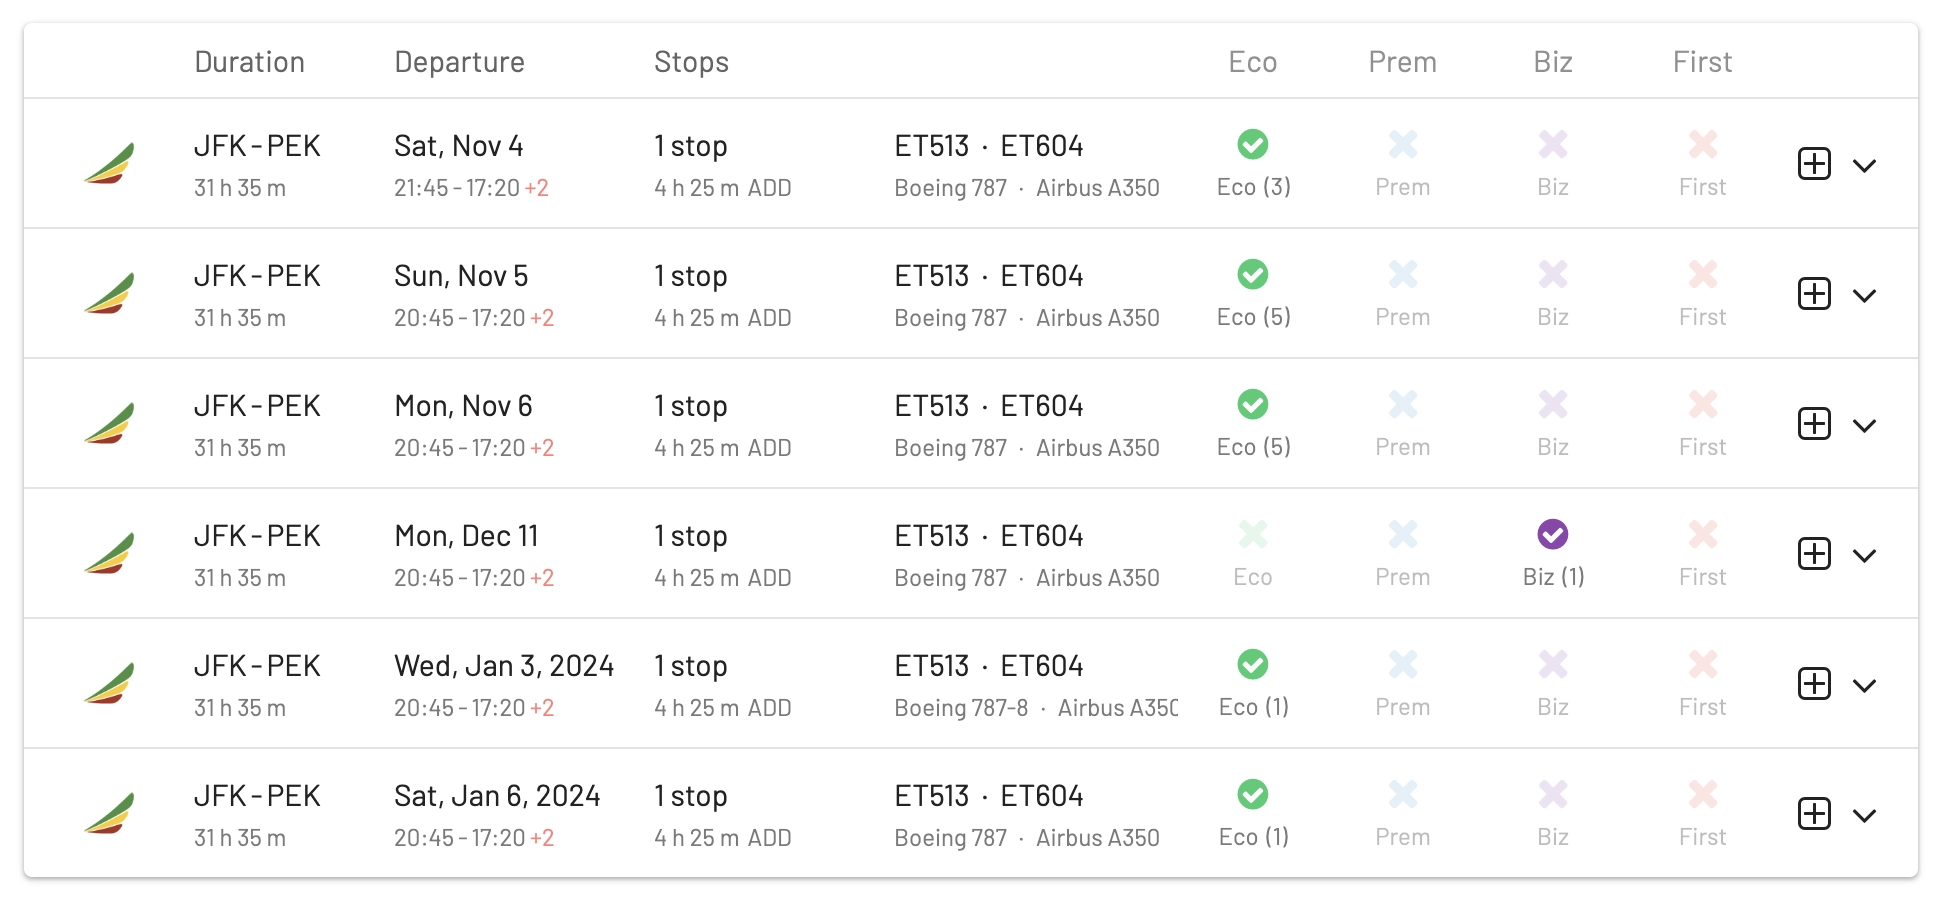 Duration Departure Stops Eco Prem Biz First
JFK - PEK Sat, Nov 4 1 stop ET513 · ET604
31 h 35 m 21:45 - 17:20 +2 4 h 25 m ADD Boeing 787 · Airbus A350 Eco (3) Prem Biz First
JFK - PEK Sun, Nov 5 1 stop ET513 · ET604
31 h 35 m 20:45 - 17:20 +2 4 h 25 m ADD Boeing 787 · Airbus A350 Eco (5) Prem Biz First
JFK - PEK Mon, Nov 6 1 stop ET513 · ET604
31 h 35 m 20:45 - 17:20 +2 4 h 25 m ADD Boeing 787 · Airbus A350 Eco (5) Prem Biz First
JFK - PEK Mon, Dec 11 1 stop ET513 · ET604
31 h 35 m 20:45 - 17:20 +2 4 h 25 m ADD Boeing 787 · Airbus A350 Eco Prem Biz (1) First
JFK - PEK Wed, Jan 3, 2024 1 stop ET513 · ET604
31 h 35 m 20:45 - 17:20 +2 4 h 25 m ADD Boeing 787-8 · Airbus A350 Eco (1) Prem Biz First
JFK - PEK Sat, Jan 6, 2024 1 stop ET513 · ET604
31 h 35 m 20:45 - 17:20 +2 4 h 25 m ADD Boeing 787 · Airbus A350 Eco (1) Prem Biz First